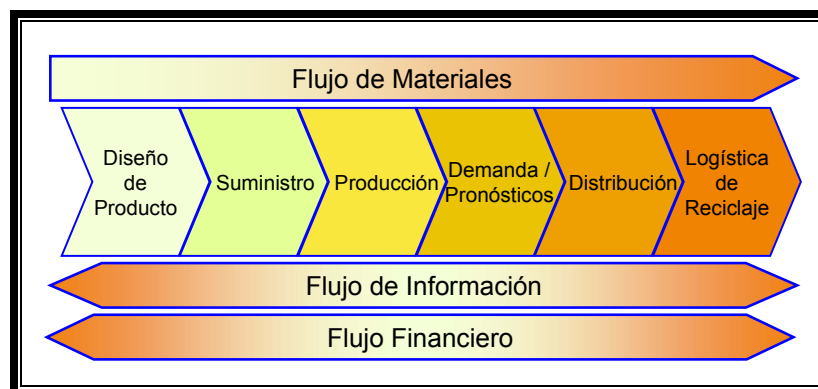 Flujo de Materiales
Diseño
de
Producto
Suministro
Producción
Demanda /
Pronósticos
Distribución
Logística
de
Reciclaje
Flujo de Información
Flujo Financiero